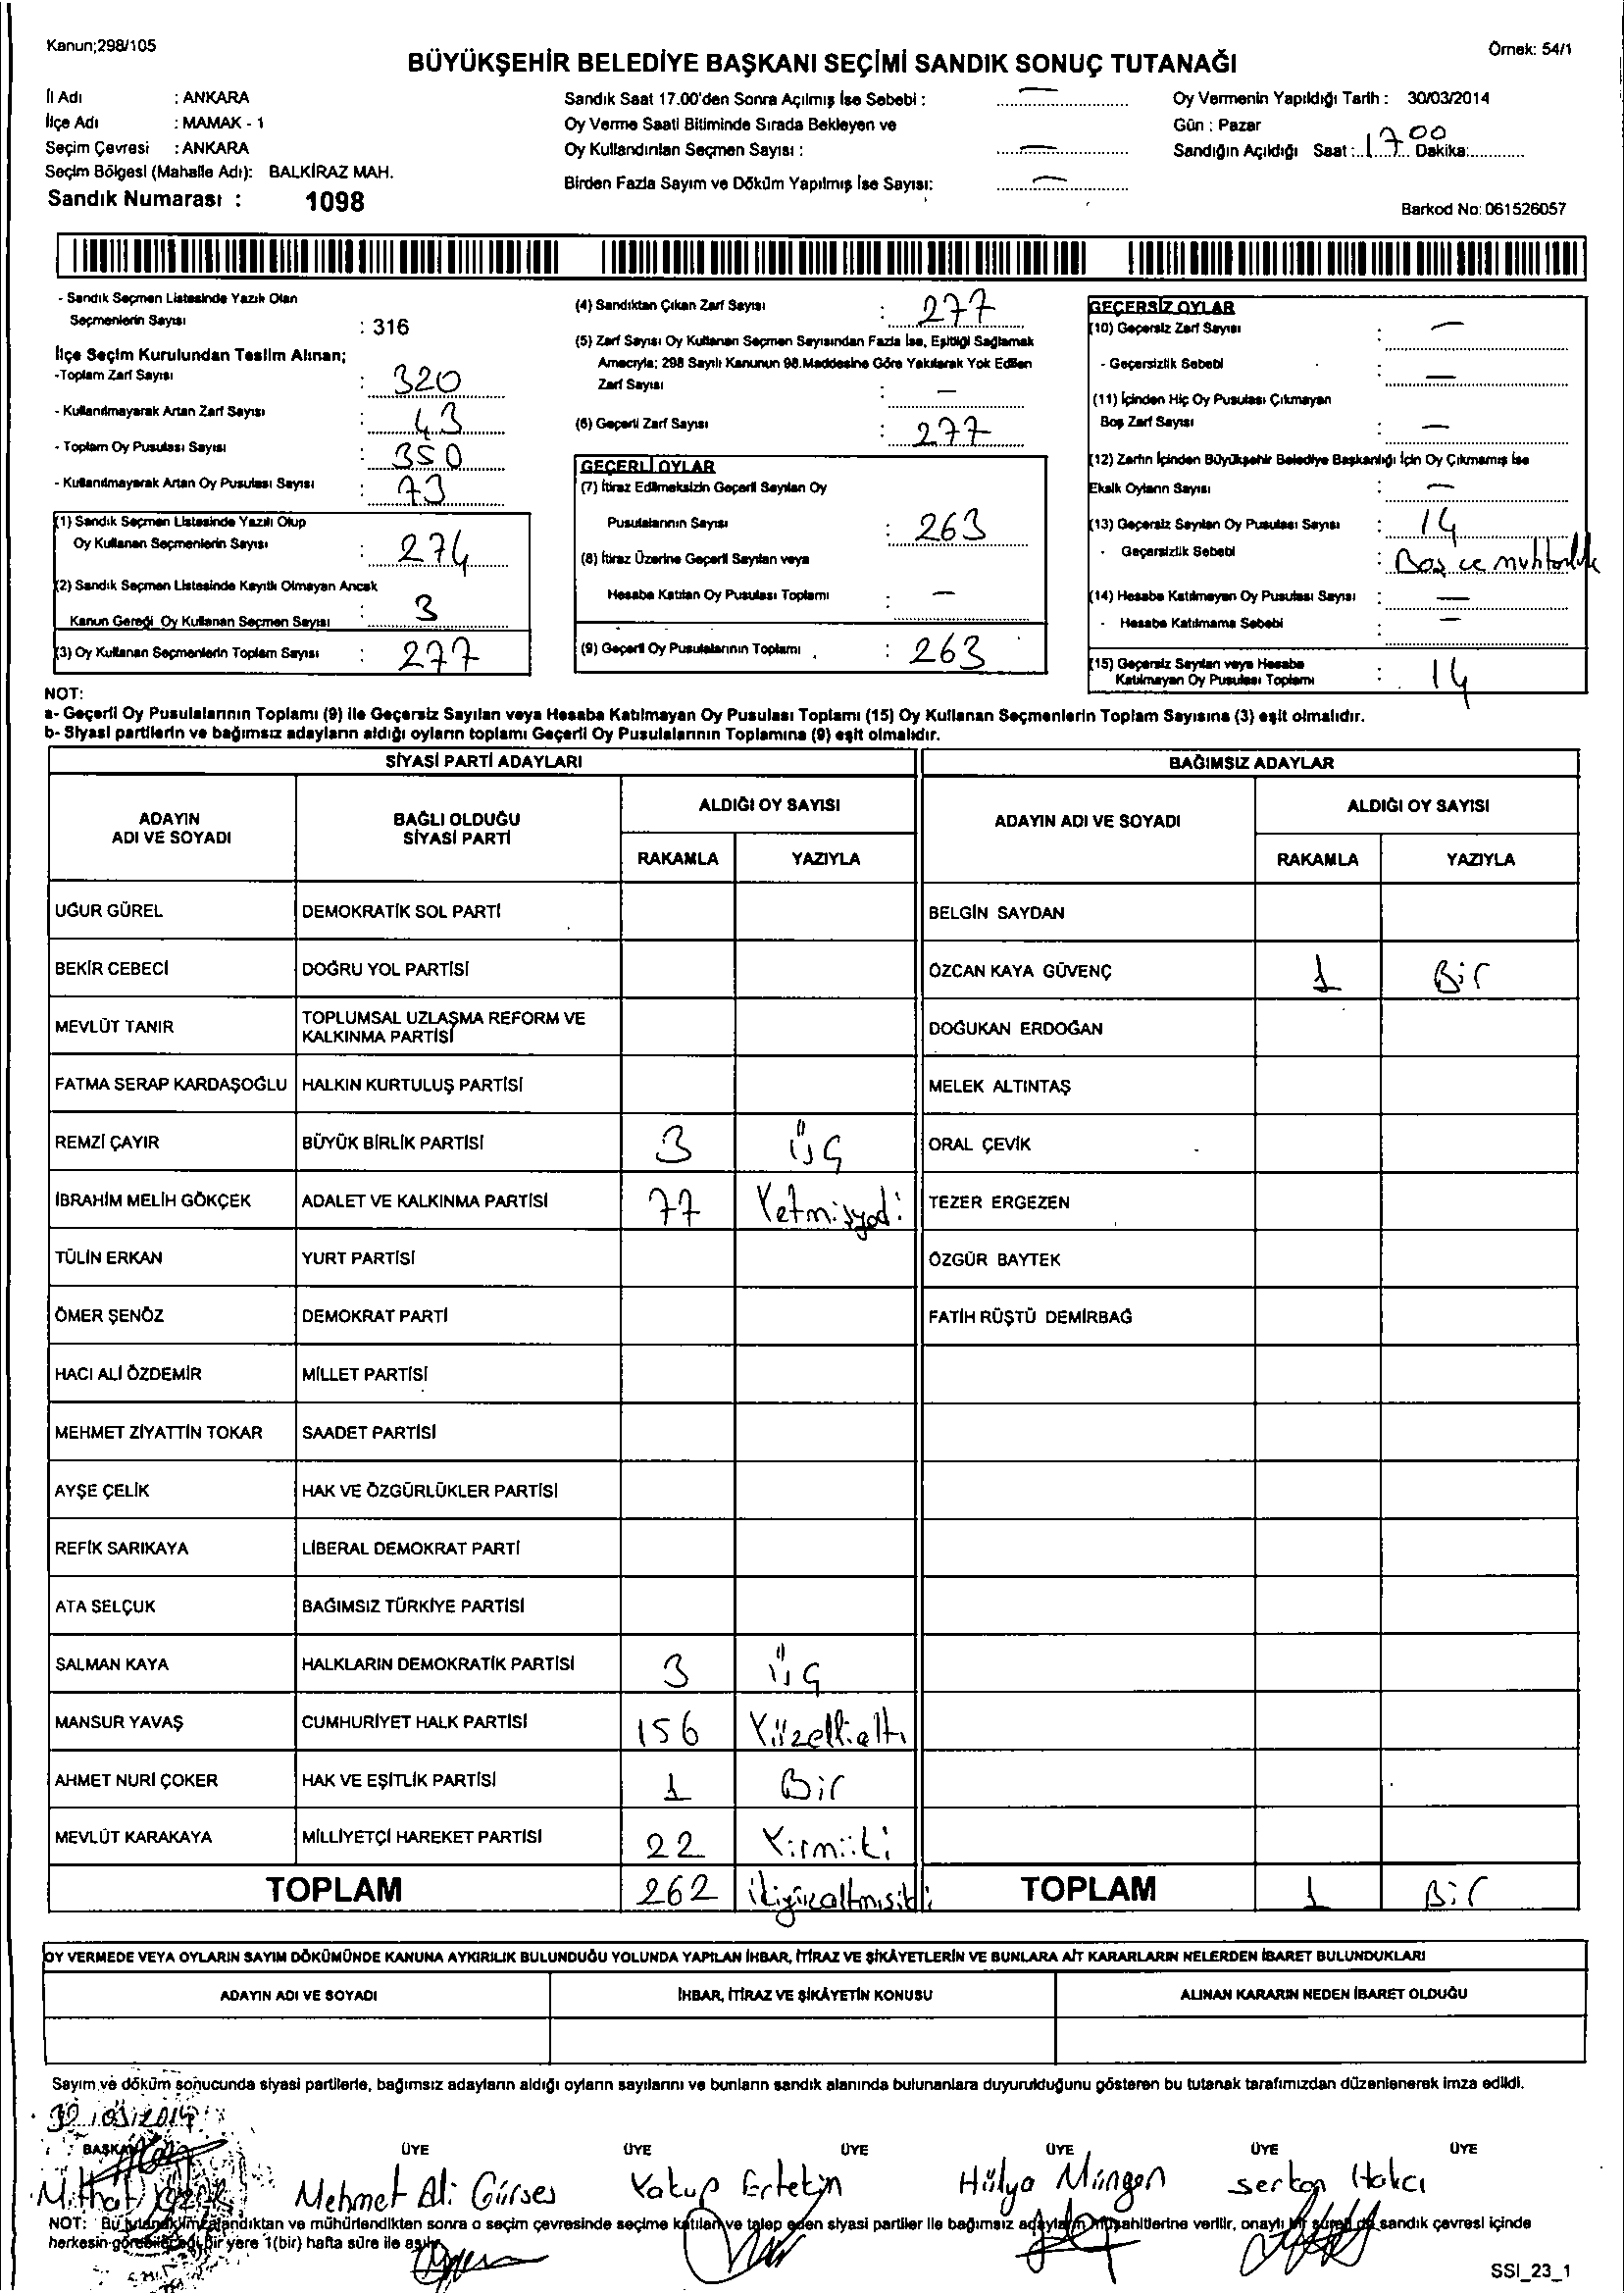 Kanun;298/105
Örnek: 54/1
BÜYÜKŞEHİR BELEDİYE BAŞKANI SEÇİMİ SANDIK SONUÇ TUTANAĞI
İl Adı : ANKARA
İlçe Adı : MAMAK - 1
Seçim Çevresi : ANKARA
Seçim Bölgesi (Mahalle Adı): BALKİRAZ MAH.
Sandık Numarası : 1098
Sandık Saat 17.00'den Sonra Açılmış İse Sebebi : —
Oy Verme Saati Bitiminde Sırada Bekleyen ve
Oy Kullandırılan Seçmen Sayısı : —
Birden Fazla Sayım ve Döküm Yapılmış İse Sayısı: —
Oy Vermenin Yapıldığı Tarih : 30/03/2014
Gün : Pazar
Sandığın Açıldığı Saat : 17 Dakika: 00
Barkod No: 061526057
- Sandık Seçmen Listesinde Yazılı Olan
Seçmenlerin Sayısı : 316
İlçe Seçim Kurulundan Teslim Alınan;
-Toplam Zarf Sayısı : 320
- Kullanılmayarak Artan Zarf Sayısı : 43
- Toplam Oy Pusulası Sayısı : 350
- Kullanılmayarak Artan Oy Pusulası Sayısı : 73
(1) Sandık Seçmen Listesinde Yazılı Olup
Oy Kullanan Seçmenlerin Sayısı : 274
(2) Sandık Seçmen Listesinde Kayıtlı Olmayan Ancak
Kanun Gereği Oy Kullanan Seçmen Sayısı : 3
(3) Oy Kullanan Seçmenlerin Toplam Sayısı : 277
(4) Sandıktan Çıkan Zarf Sayısı : 277
(5) Zarf Sayısı Oy Kullanan Seçmen Sayısından Fazla İse, Eşitliği Sağlamak
Amacıyla; 298 Sayılı Kanunun 98.Maddesine Göre Yakılarak Yok Edilen
Zarf Sayısı : —
(6) Geçerli Zarf Sayısı : 277
GEÇERLİ OYLAR
(7) İtiraz Edilmeksizin Geçerli Sayılan Oy
Pusulalarının Sayısı : 263
(8) İtiraz Üzerine Geçerli Sayılan veya
Hesaba Katılan Oy Pusulası Toplamı : —
(9) Geçerli Oy Pusulalarının Toplamı : 263
GEÇERSİZ OYLAR
(10) Geçersiz Zarf Sayısı : —
- Geçersizlik Sebebi : —
(11) İçinden Hiç Oy Pusulası Çıkmayan
Boş Zarf Sayısı : —
(12) Zarfın İçinden Büyükşehir Belediye Başkanlığı İçin Oy Çıkmamış İse
Eksik Oyların Sayısı : —
(13) Geçersiz Sayılan Oy Pusulası Sayısı : 14
- Geçersizlik Sebebi : Boş ve muhtarlık
(14) Hesaba Katılmayan Oy Pusulası Sayısı : —
- Hesaba Katılmama Sebebi : —
(15) Geçersiz Sayılan veya Hesaba
Katılmayan Oy Pusulası Toplamı : 14
NOT:
a- Geçerli Oy Pusulalarının Toplamı (9) ile Geçersiz Sayılan veya Hesaba Katılmayan Oy Pusulası Toplamı (15) Oy Kullanan Seçmenlerin Toplam Sayısına (3) eşit olmalıdır.
b- Siyasi partilerin ve bağımsız adayların aldığı oyların toplamı Geçerli Oy Pusulalarının Toplamına (9) eşit olmalıdır.
SİYASİ PARTİ ADAYLARI BAĞIMSIZ ADAYLAR
ADAYIN ADI VE SOYADI BAĞLI OLDUĞU SİYASİ PARTİ ALDIĞI OY SAYISI ADAYIN ADI VE SOYADI ALDIĞI OY SAYISI
RAKAMLA YAZIYLA RAKAMLA YAZIYLA
UĞUR GÜREL DEMOKRATİK SOL PARTİ BELGİN SAYDAN
BEKİR CEBECİ DOĞRU YOL PARTİSİ ÖZCAN KAYA GÜVENÇ 1 Bir
MEVLÜT TANIR TOPLUMSAL UZLAŞMA REFORM VE KALKINMA PARTİSİ DOĞUKAN ERDOĞAN
FATMA SERAP KARDAŞOĞLU HALKIN KURTULUŞ PARTİSİ MELEK ALTINTAŞ
REMZİ ÇAYIR BÜYÜK BİRLİK PARTİSİ 3 üç ORAL ÇEVİK
İBRAHİM MELİH GÖKÇEK ADALET VE KALKINMA PARTİSİ 77 Yetmişyedi TEZER ERGEZEN
TÜLİN ERKAN YURT PARTİSİ ÖZGÜR BAYTEK
ÖMER ŞENÖZ DEMOKRAT PARTİ FATİH RÜŞTÜ DEMİRBAĞ
HACI ALİ ÖZDEMİR MİLLET PARTİSİ
MEHMET ZİYATTİN TOKAR SAADET PARTİSİ
AYŞE ÇELİK HAK VE ÖZGÜRLÜKLER PARTİSİ
REFİK SARIKAYA LİBERAL DEMOKRAT PARTİ
ATA SELÇUK BAĞIMSIZ TÜRKİYE PARTİSİ
SALMAN KAYA HALKLARIN DEMOKRATİK PARTİSİ 3 üç
MANSUR YAVAŞ CUMHURİYET HALK PARTİSİ 156 Yüzellialtı
AHMET NURİ ÇOKER HAK VE EŞİTLİK PARTİSİ 1 Bir
MEVLÜT KARAKAYA MİLLİYETÇİ HAREKET PARTİSİ 22 Yirmiiki
TOPLAM 262 ikiyüzaltmışiki TOPLAM 1 Bir
OY VERMEDE VEYA OYLARIN SAYIM DÖKÜMÜNDE KANUNA AYKIRILIK BULUNDUĞU YOLUNDA YAPILAN İHBAR, İTİRAZ VE ŞİKÂYETLERİN VE BUNLARA AİT KARARLARIN NELERDEN İBARET BULUNDUKLARI
ADAYIN ADI VE SOYADI İHBAR, İTİRAZ VE ŞİKÂYETİN KONUSU ALINAN KARARIN NEDEN İBARET OLDUĞU
Sayım ve döküm sonucunda siyasi partilerle, bağımsız adayların aldığı oyların sayılarını ve bunların sandık alanında bulunanlara duyurulduğunu gösteren bu tutanak tarafımızdan düzenlenerek imza edildi.
30/03/2014
BAŞKAN ÜYE ÜYE ÜYE ÜYE ÜYE ÜYE
Mithat Mehmet Ali Gürses Yakup Ertekin Hülya Müngen Serkan Hakcı
NOT: Bu tutanak imzalandıktan ve mühürlendikten sonra o seçim çevresinde seçime katılan ve talep eden siyasi partiler ile bağımsız adayların müşahitlerine verilir, onaylı bir sureti de sandık çevresi içinde
herkesin görebileceği bir yere 1(bir) hafta süre ile asılır.
SSI_23_1